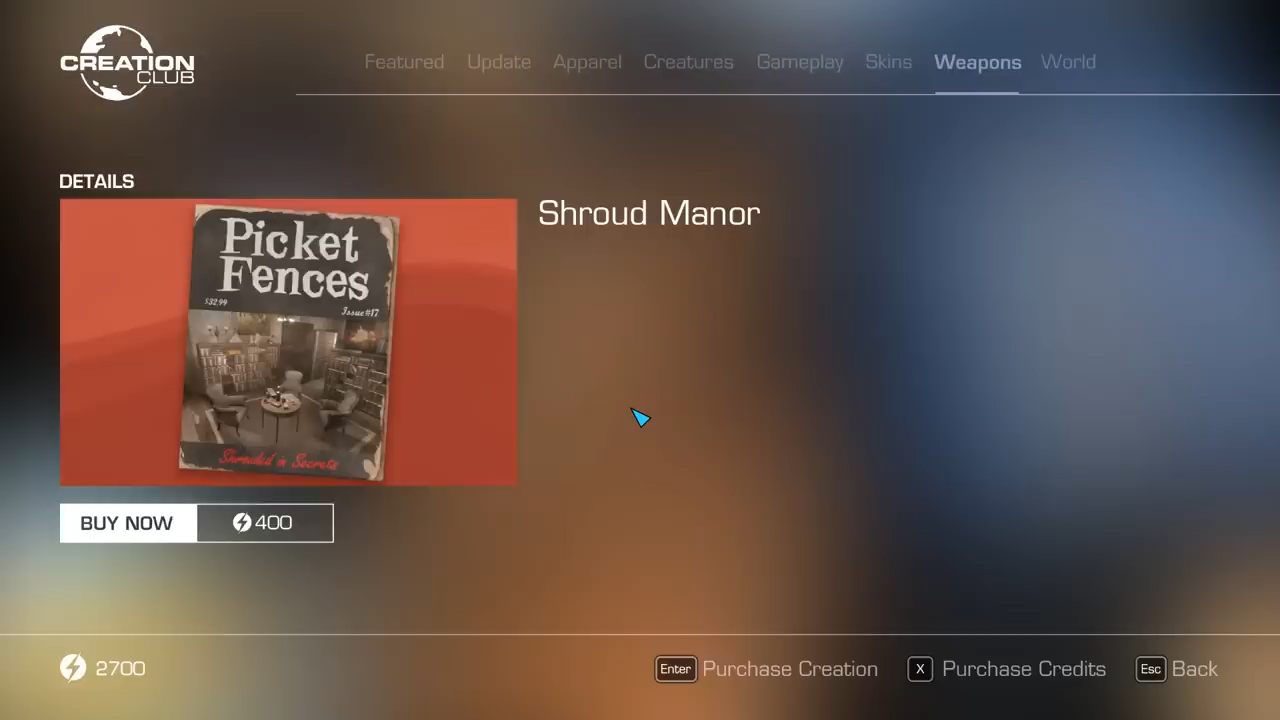 CREATION
CLUB
Featured Update Apparel Creatures Gameplay Skins Weapons World
DETAILS
Picket
Fences
$32.99
Issue #17
Shrouded in Secrets
Shroud Manor
BUY NOW 400
2700
Enter Purchase Creation X Purchase Credits Esc Back